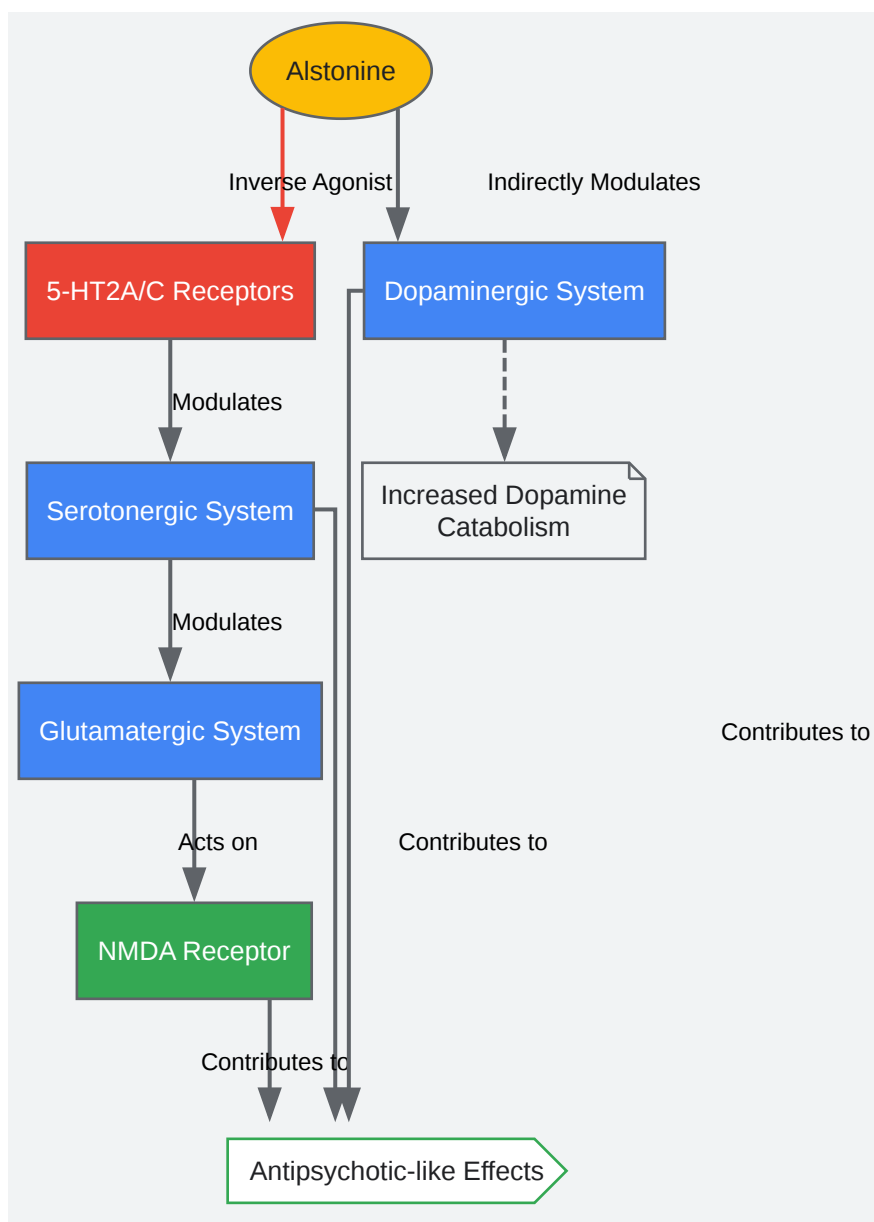 Alstonine
Inverse Agonist
Indirectly Modulates
5-HT2A/C Receptors
Dopaminergic System
Modulates
Serotonergic System
Increased Dopamine
Catabolism
Modulates
Glutamatergic System
Contributes to
Acts on
Contributes to
NMDA Receptor
Contributes to
Antipsychotic-like Effects